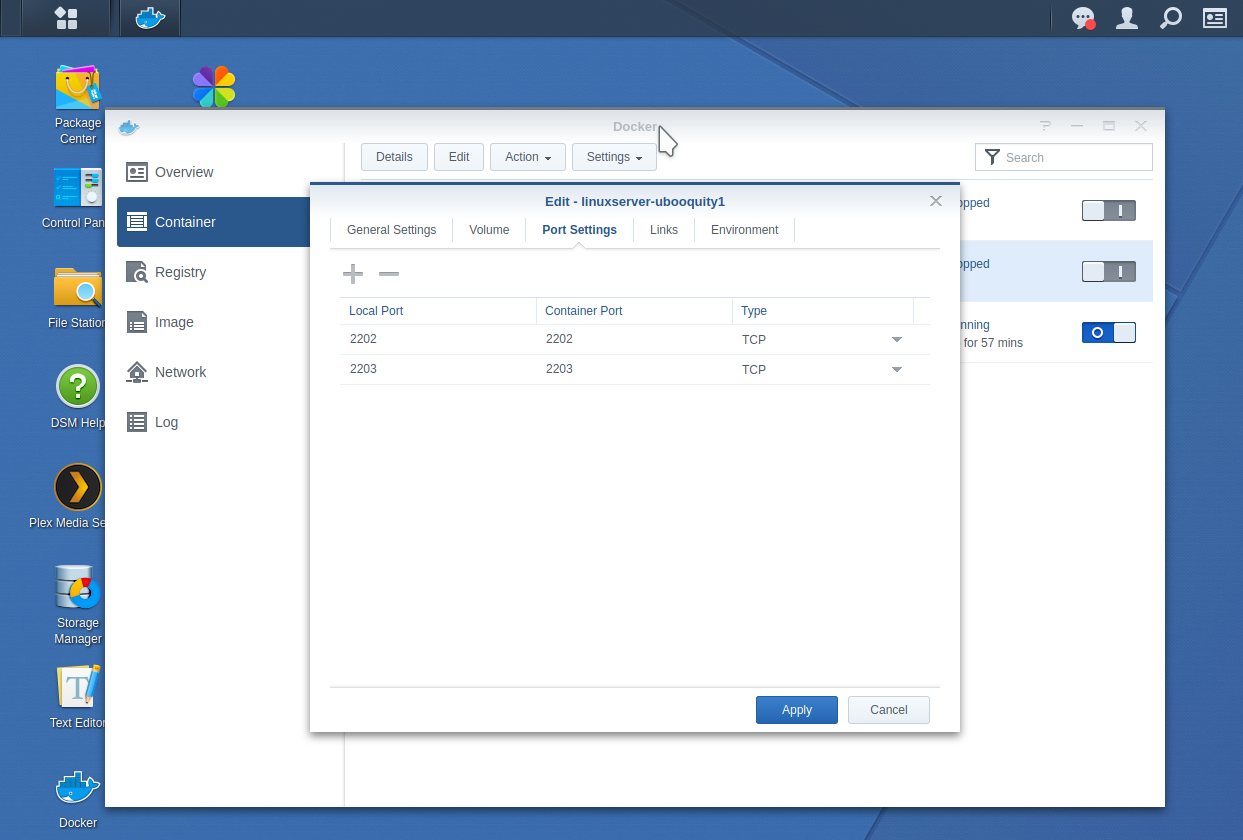 Package
Center
Control Pan
File Station
DSM Help
Plex Media Se
Storage
Manager
Text Editor
Docker
Docker
Overview
Container
Registry
Image
Network
Log
Details
Edit
Action
Settings
Search
opped
opped
nning
for 57 mins
Edit - linuxserver-ubooquity1
General Settings
Volume
Port Settings
Links
Environment
Local Port
Container Port
Type
2202
2202
TCP
2203
2203
TCP
Apply
Cancel